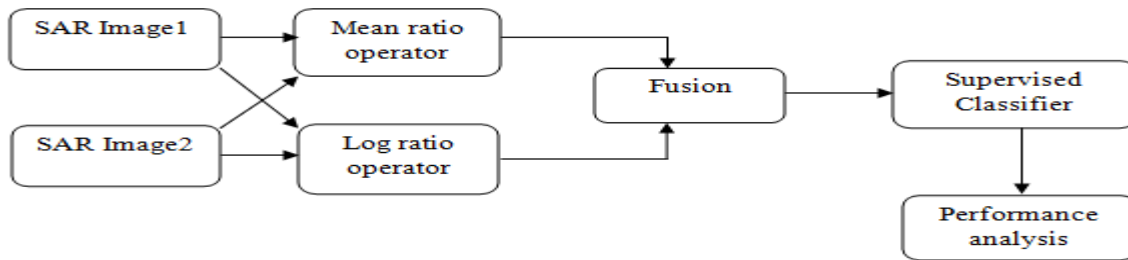 SAR Image1
Mean ratio
operator
SAR Image2
Log ratio
operator
Fusion
Supervised
Classifier
Performance
analysis